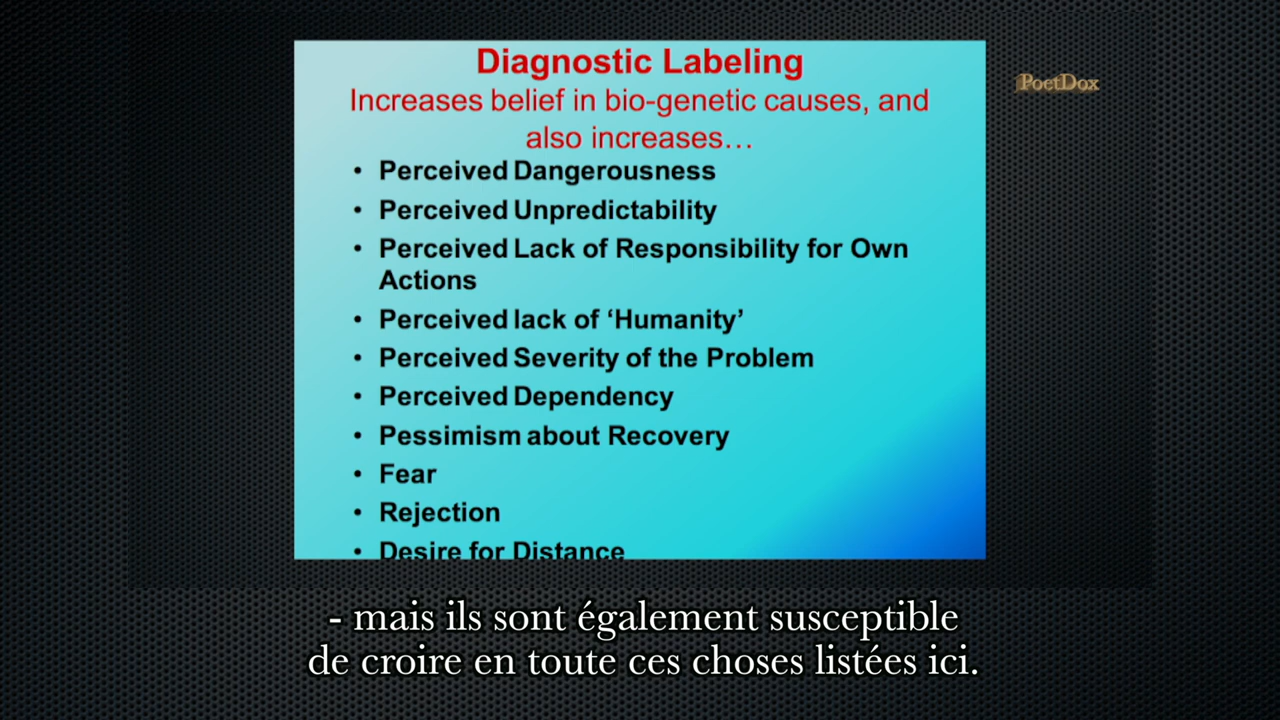 Diagnostic Labeling
PoetDox
Increases belief in bio-genetic causes, and
also increases…
• Perceived Dangerousness
• Perceived Unpredictability
• Perceived Lack of Responsibility for Own
Actions
• Perceived lack of ‘Humanity’
• Perceived Severity of the Problem
• Perceived Dependency
• Pessimism about Recovery
• Fear
• Rejection
• Desire for Distance
- mais ils sont également susceptible
de croire en toute ces choses listées ici.